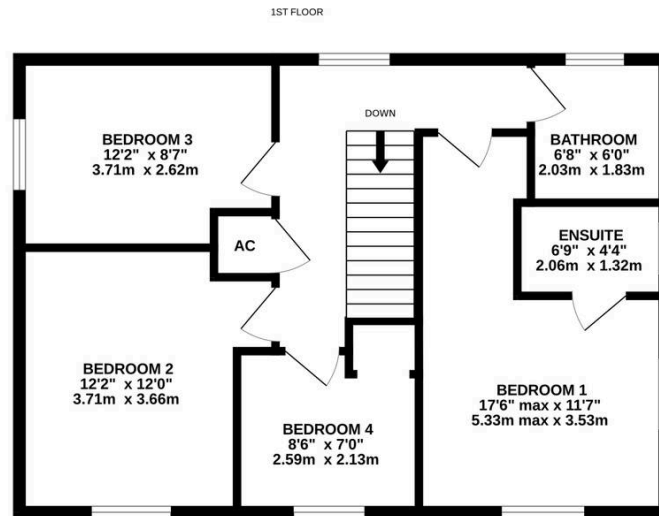 1ST FLOOR
DOWN
BEDROOM 3
12'2" x 8'7"
3.71m x 2.62m
BATHROOM
6'8" x 6'0"
2.03m x 1.83m
AC
ENSUITE
6'9" x 4'4"
2.06m x 1.32m
BEDROOM 2
12'2" x 12'0"
3.71m x 3.66m
BEDROOM 1
17'6" max x 11'7"
5.33m max x 3.53m
BEDROOM 4
8'6" x 7'0"
2.59m x 2.13m